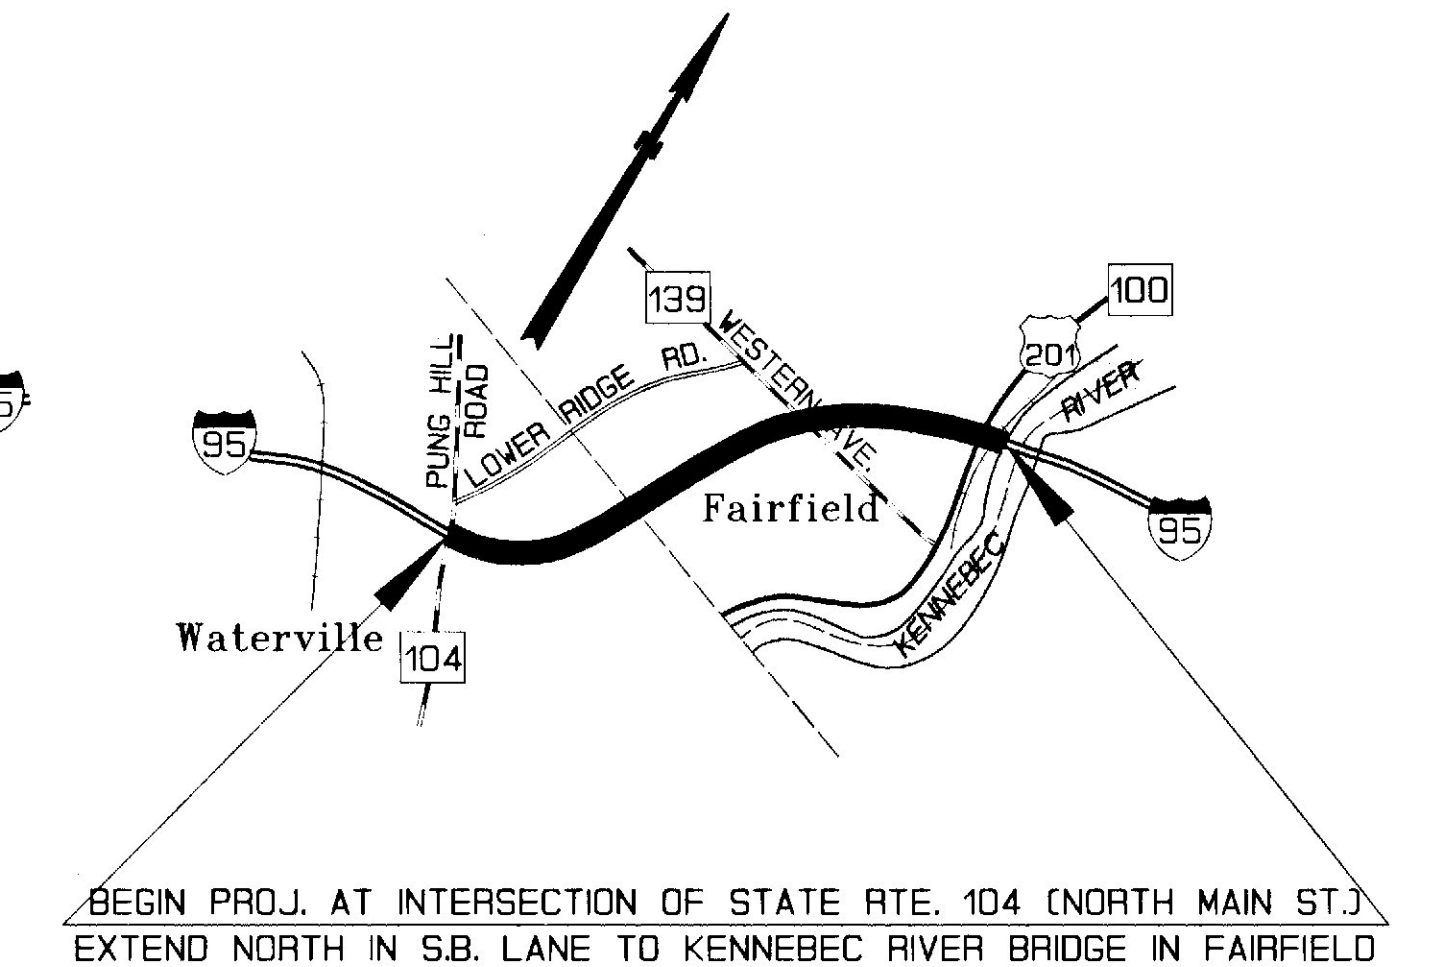 100
139
WESTERN AVE.
201
RIVER
PUNG HILL
ROAD
LOWER RIDGE RD.
5
95
Fairfield
95
KENNEBEC
Waterville
104
BEGIN PROJ. AT INTERSECTION OF STATE RTE. 104 (NORTH MAIN ST.)
EXTEND NORTH IN S.B. LANE TO KENNEBEC RIVER BRIDGE IN FAIRFIELD